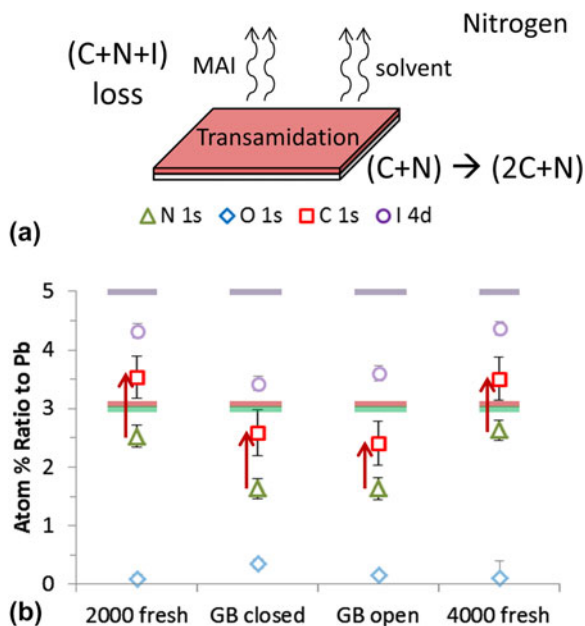 (C+N+I)
loss
MAI
solvent
Nitrogen
Transamidation
(C+N) → (2C+N)
N 1s O 1s C 1s I 4d
(a)
Atom % Ratio to Pb
5
4
3
2
1
0
2000 fresh GB closed GB open 4000 fresh
(b)